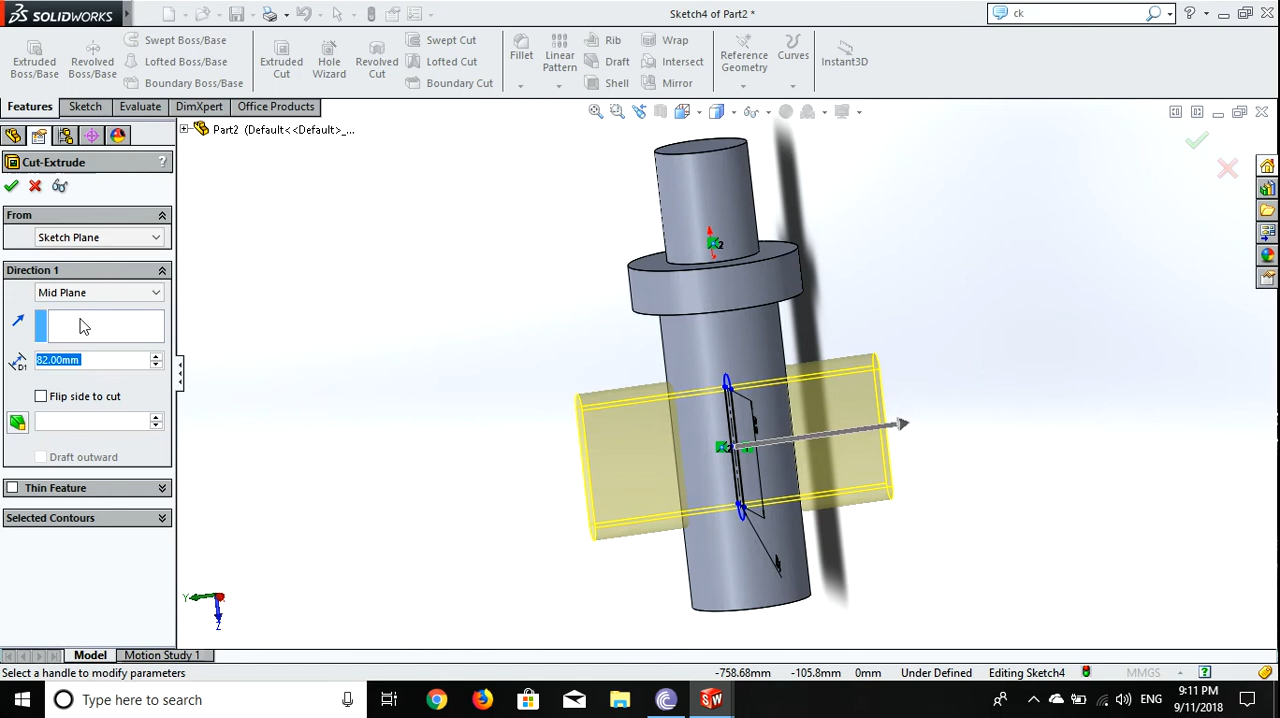 SOLIDWORKS
Sketch4 of Part2 *
ck
?
Extruded Boss/Base
Revolved Boss/Base
Swept Boss/Base
Lofted Boss/Base
Boundary Boss/Base
Extruded Cut
Hole Wizard
Revolved Cut
Swept Cut
Lofted Cut
Boundary Cut
Fillet
Linear Pattern
Rib
Draft
Shell
Wrap
Intersect
Mirror
Reference Geometry
Curves
Instant3D
Features Sketch Evaluate DimXpert Office Products
Part2 (Default<<Default>_...
Cut-Extrude ?
From
Sketch Plane
Direction 1
Mid Plane
D1 82.00mm
Flip side to cut
Draft outward
Thin Feature
Selected Contours
2
2
Y
Z
Model Motion Study 1
Select a handle to modify parameters -758.68mm -105.8mm 0mm Under Defined Editing Sketch4 MMGS ?
Type here to search
SW
ENG
9:11 PM
9/11/2018